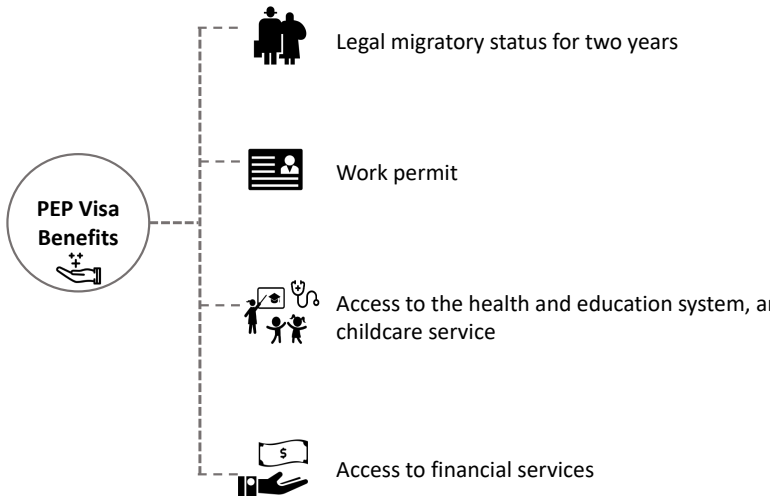 Legal migratory status for two years
Work permit
PEP Visa
Benefits
Access to the health and education system,
childcare service
$
Access to financial services